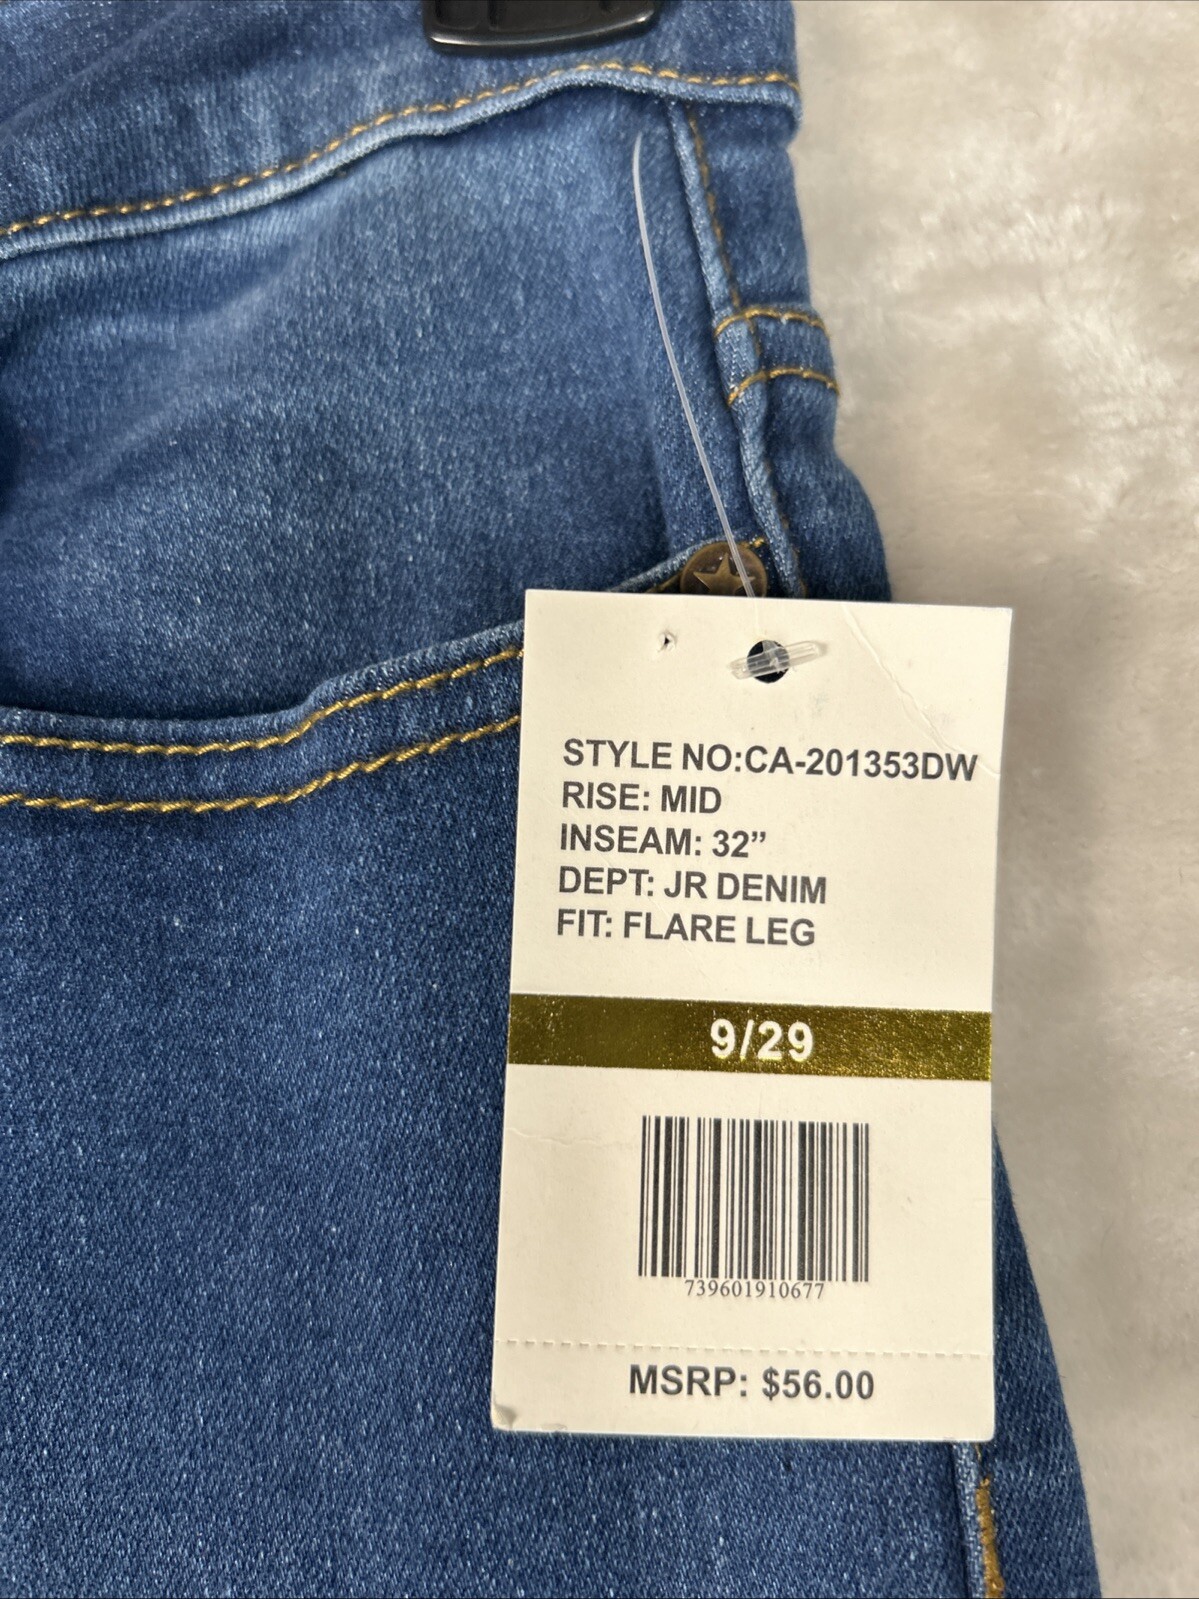 STYLE NO:CA-201353DW
RISE: MID
INSEAM: 32”
DEPT: JR DENIM
FIT: FLARE LEG
9/29
739601910677
MSRP: $56.00